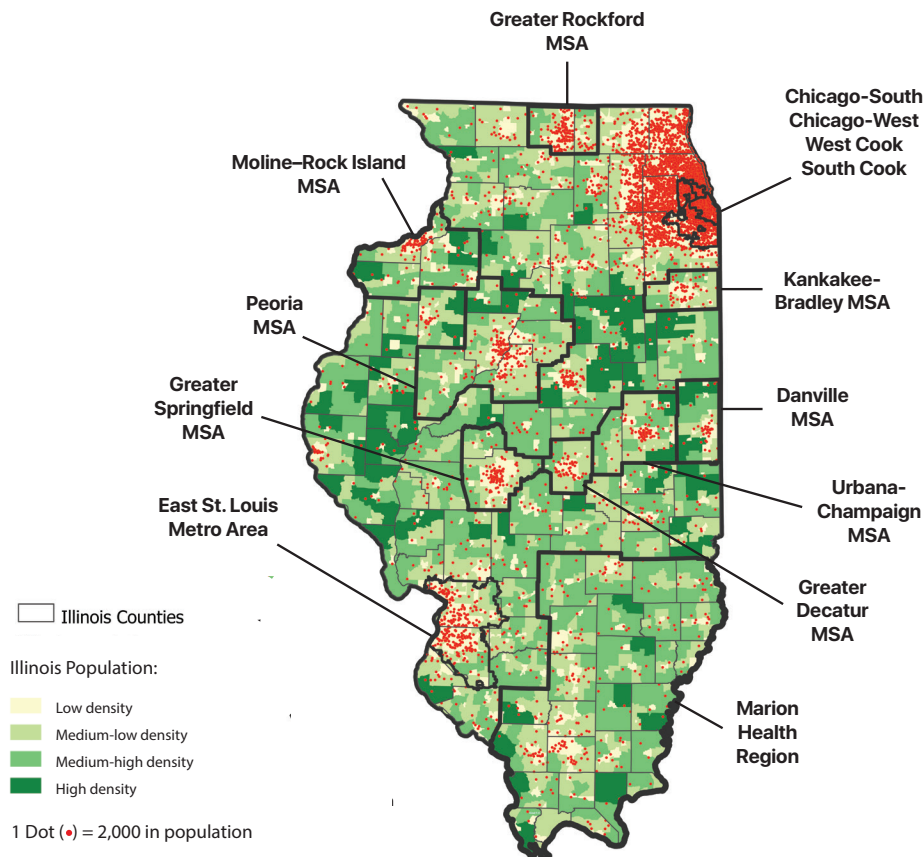 Greater Rockford
MSA
Chicago-South
Chicago-West
West Cook
South Cook
Moline–Rock Island
MSA
Kankakee-
Bradley MSA
Peoria
MSA
Greater
Springfield
MSA
Danville
MSA
East St. Louis
Metro Area
Urbana-
Champaign
MSA
Greater
Decatur
MSA
Marion
Health
Region
Illinois Counties
Illinois Population:
Low density
Medium-low density
Medium-high density
High density
1 Dot (•) = 2,000 in population